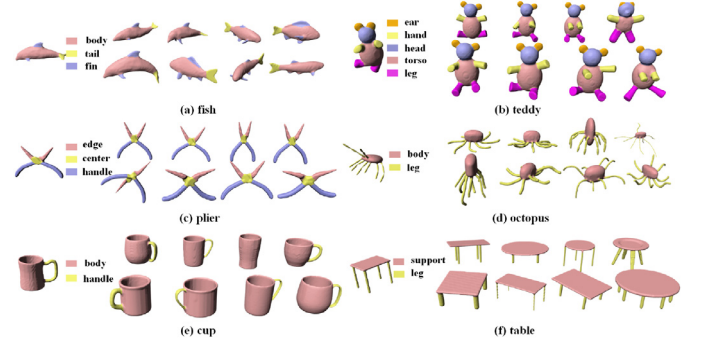 body
tail
fin
(a) fish
ear
hand
head
torso
leg
(b) teddy
edge
center
handle
(c) plier
body
leg
(d) octopus
body
handle
(e) cup
support
leg
(f) table